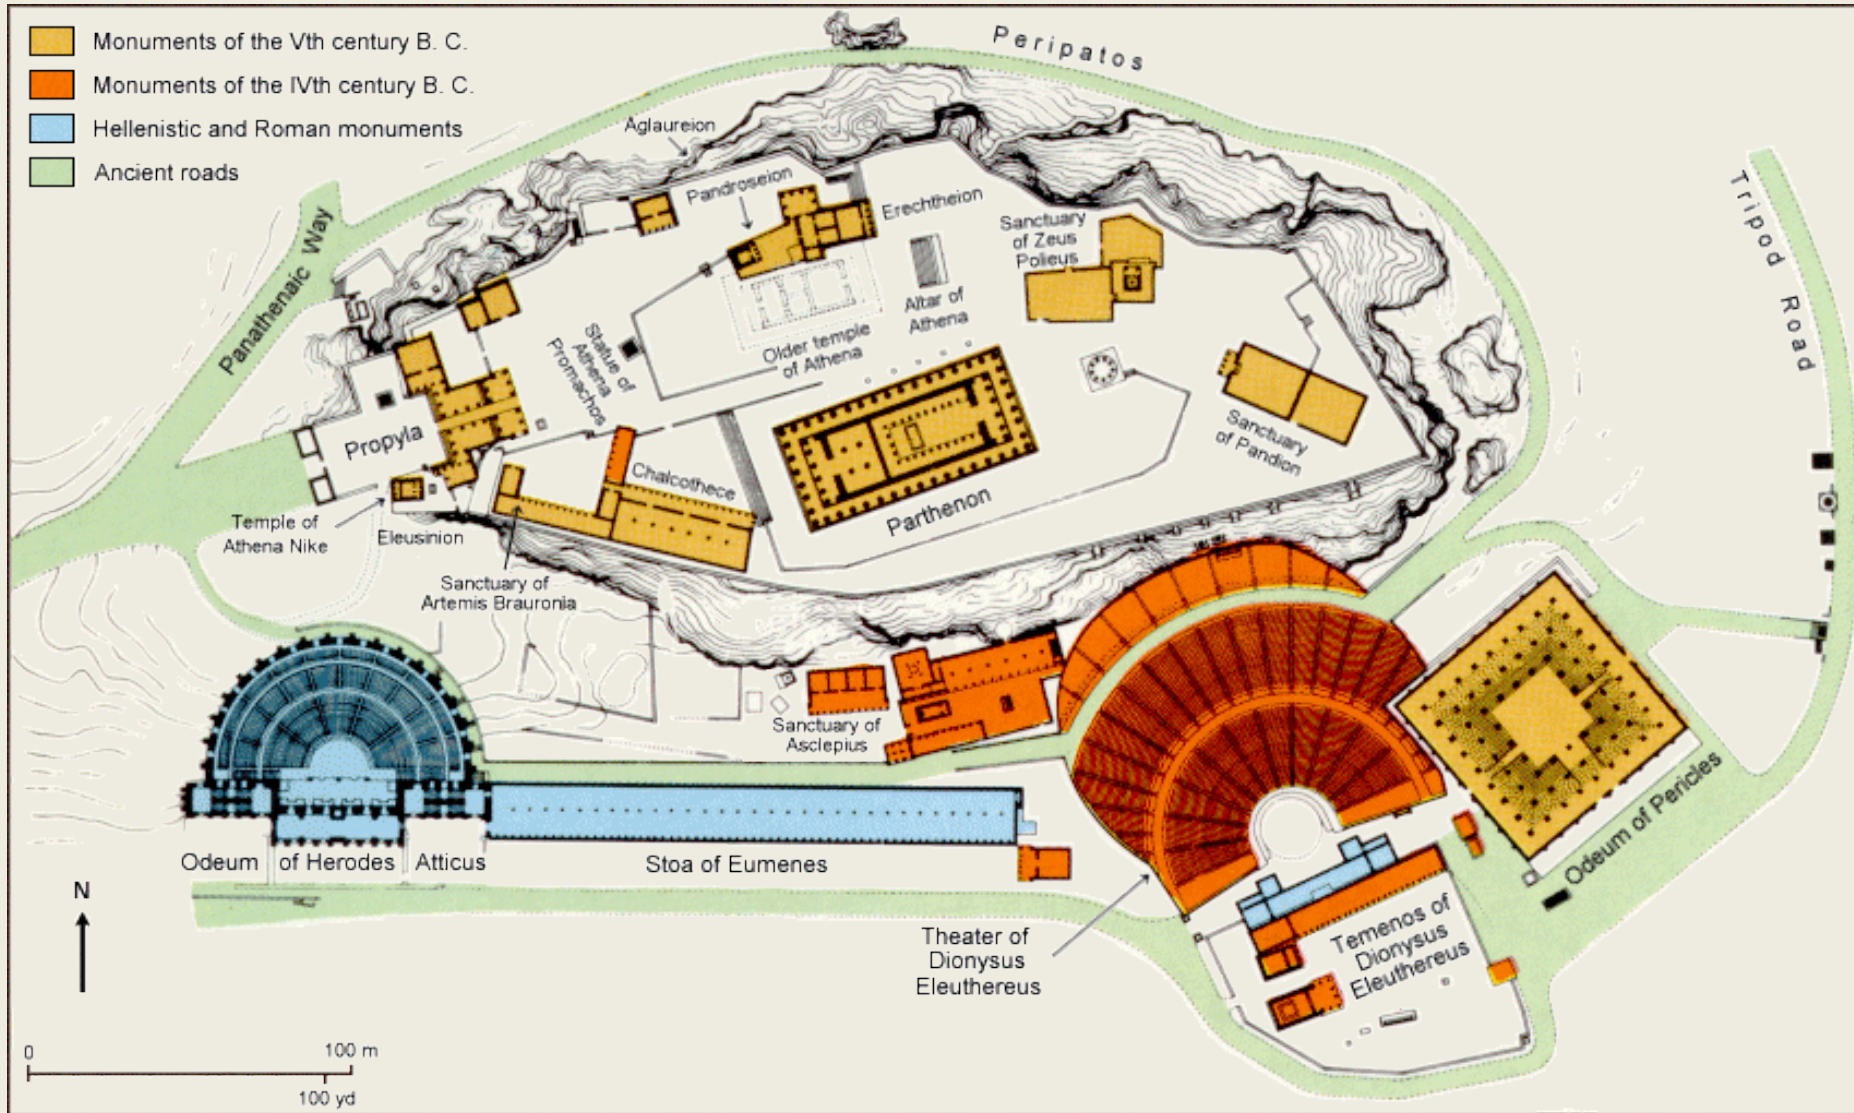 Monuments of the Vth century B. C.
Monuments of the IVth century B. C.
Hellenistic and Roman monuments
Ancient roads
Peripatos
Tripod Road
Panathenaic Way
Aglaureion
Pandroseion
Erechtheion
Sanctuary
of Zeus
Polieus
Altar of
Athena
Older temple
of Athena
Statue of
Athena
Promachos
Propyla
Chalcothece
Parthenon
Sanctuary
of Pandion
Temple of
Athena Nike
Eleusinion
Sanctuary of
Artemis Brauronia
Sanctuary of
Asclepius
Odeum of Herodes Atticus
Stoa of Eumenes
Odeum of Pericles
Theater of
Dionysus
Eleuthereus
Temenos of
Dionysus
Eleuthereus
N
0 100 m
100 yd